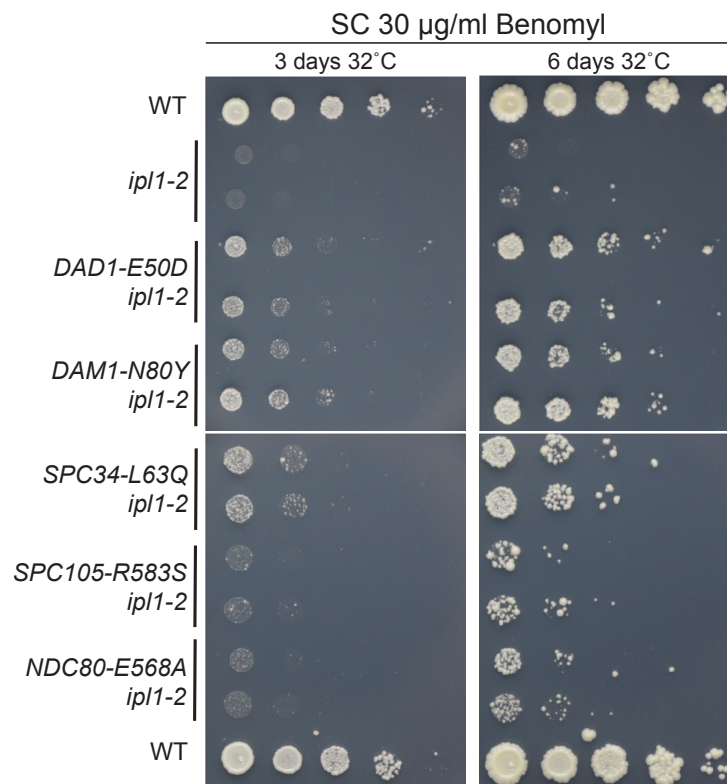 SC 30 µg/ml Benomyl
3 days 32˚C
6 days 32˚C
WT
ipl1-2
DAD1-E50D
ipl1-2
DAM1-N80Y
ipl1-2
SPC34-L63Q
ipl1-2
SPC105-R583S
ipl1-2
NDC80-E568A
ipl1-2
WT